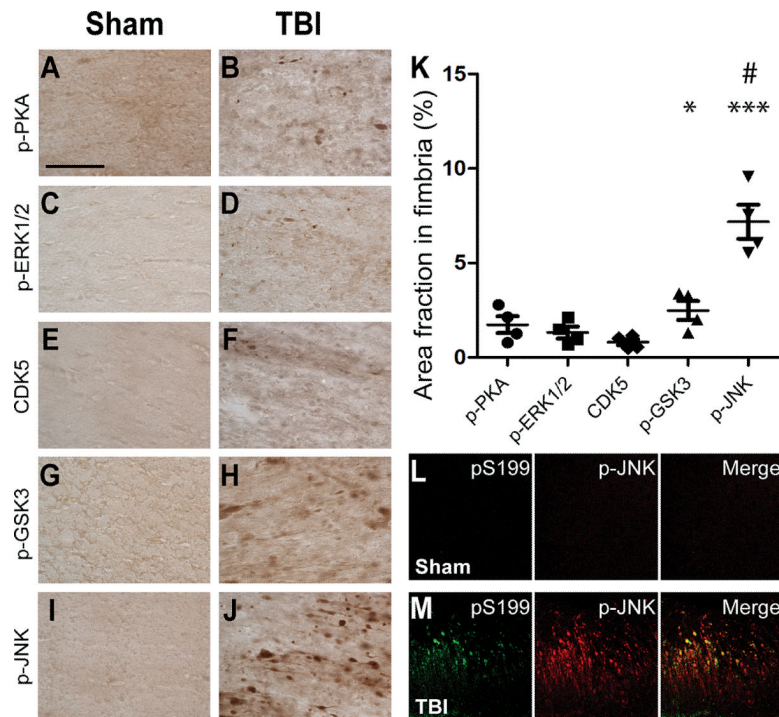 Sham TBI
A B
p-PKA
C D
p-ERK1/2
E F
CDK5
G H
p-GSK3
I J
p-JNK
K
Area fraction in fimbria (%)
15
10
5
0
#
* ***
p-PKA p-ERK1/2 CDK5 p-GSK3 p-JNK
L pS199 p-JNK Merge
Sham
M pS199 p-JNK Merge
TBI